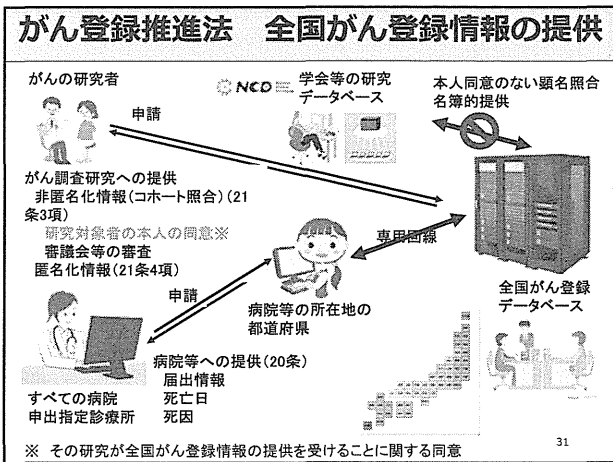 がん登録推進法　全国がん登録情報の提供
がんの研究者
申請
NCD
学会等の研究
データベース
本人同意のない顕名照合
名簿的提供
がん調査研究への提供
非匿名化情報(コホート照合)(21
条3項)
研究対象者の本人の同意※
審議会等の審査
匿名化情報(21条4項)
専用回線
申請
病院等の所在地の
都道府県
全国がん登録
データベース
病院等への提供(20条)
届出情報
死亡日
死因
すべての病院
申出指定診療所
※ その研究が全国がん登録情報の提供を受けることに関する同意
31